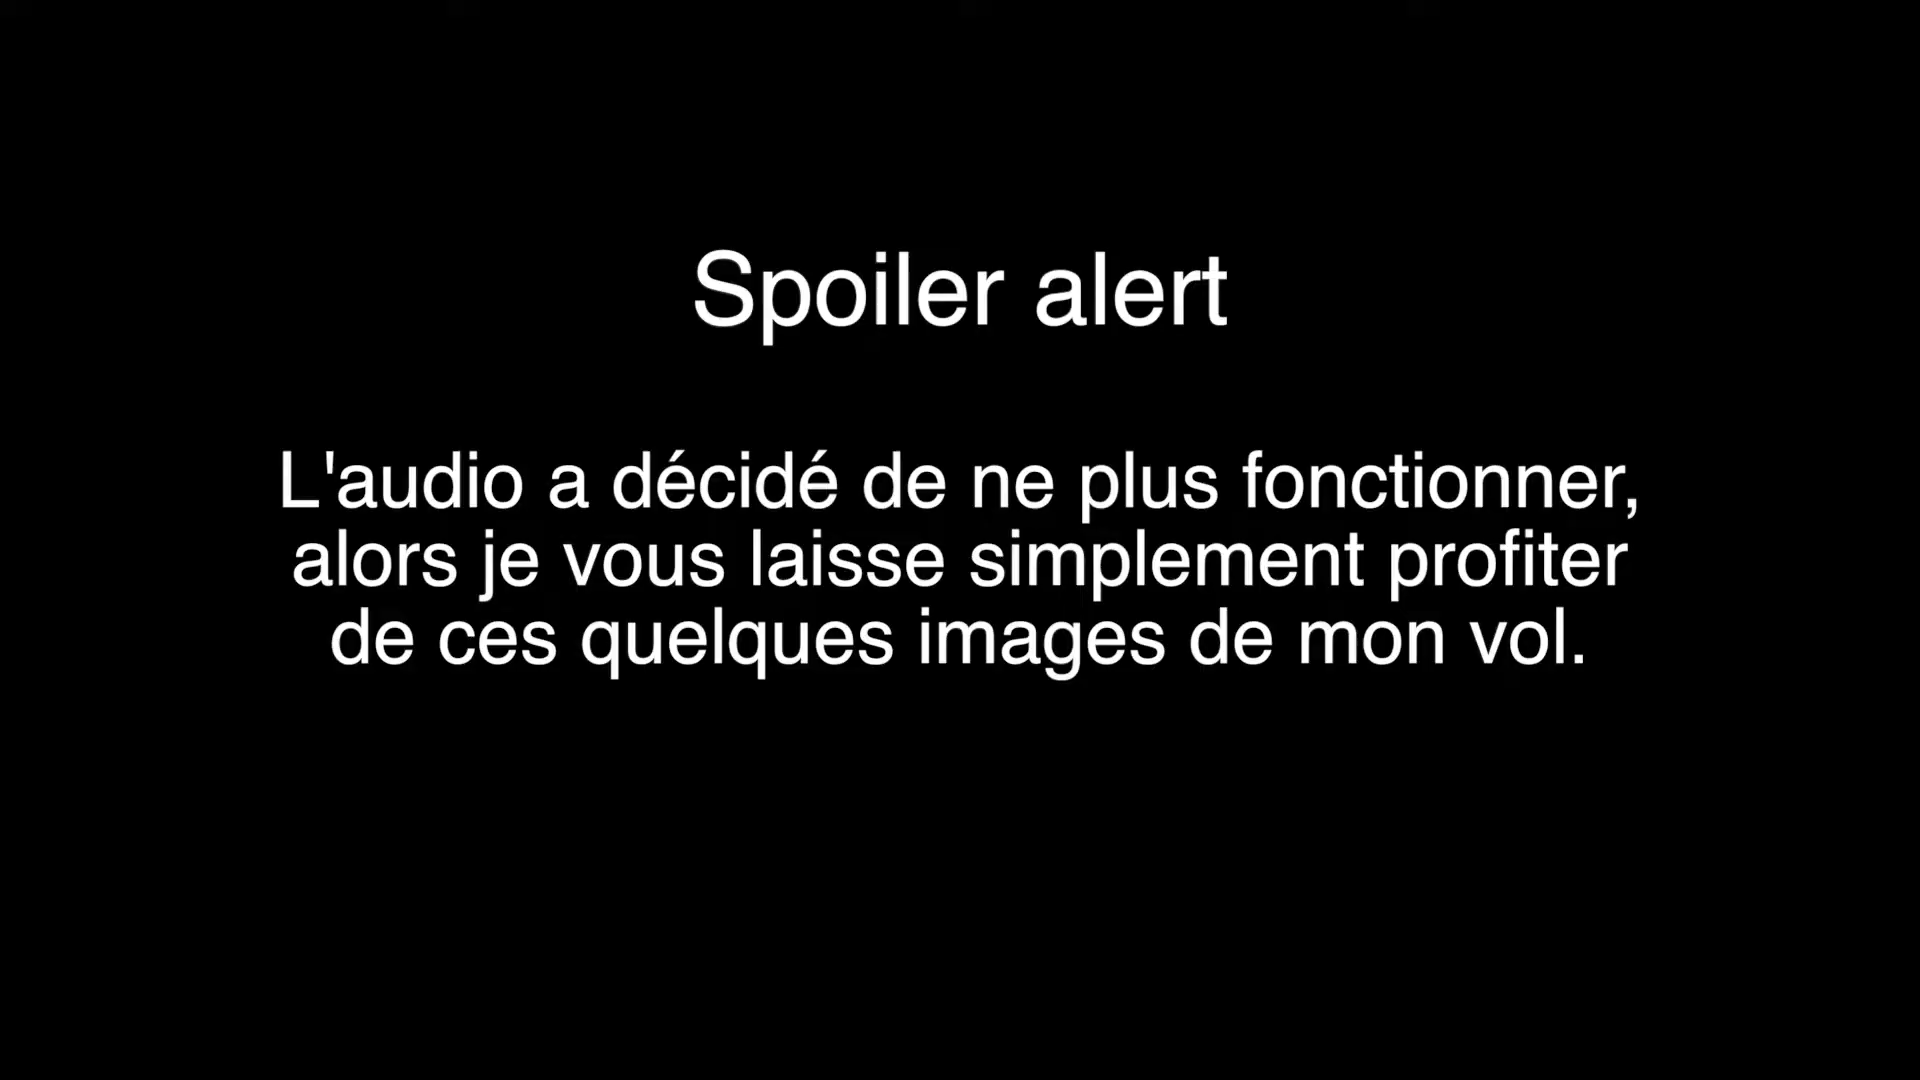 Spoiler alert
L'audio a décidé de ne plus fonctionner,
alors je vous laisse simplement profiter
de ces quelques images de mon vol.